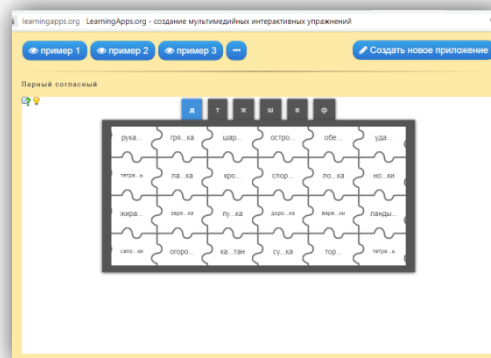 learningapps.org LearningApps.org - создание мультимедийных интерактивных упражнений
пример 1 пример 2 пример 3 Создать новое приложение
Парный согласный
д т ж ш в ф
рука... гря...ка шар... остро... обе... уда...
тетра...ь па...ка кро... спор... ло...ка но...ки
жира... заря...ка пу...ка доро...ка варе...ки ланды...
сапо...ки огоро... ка...тан су...ка тор... тетра...ь